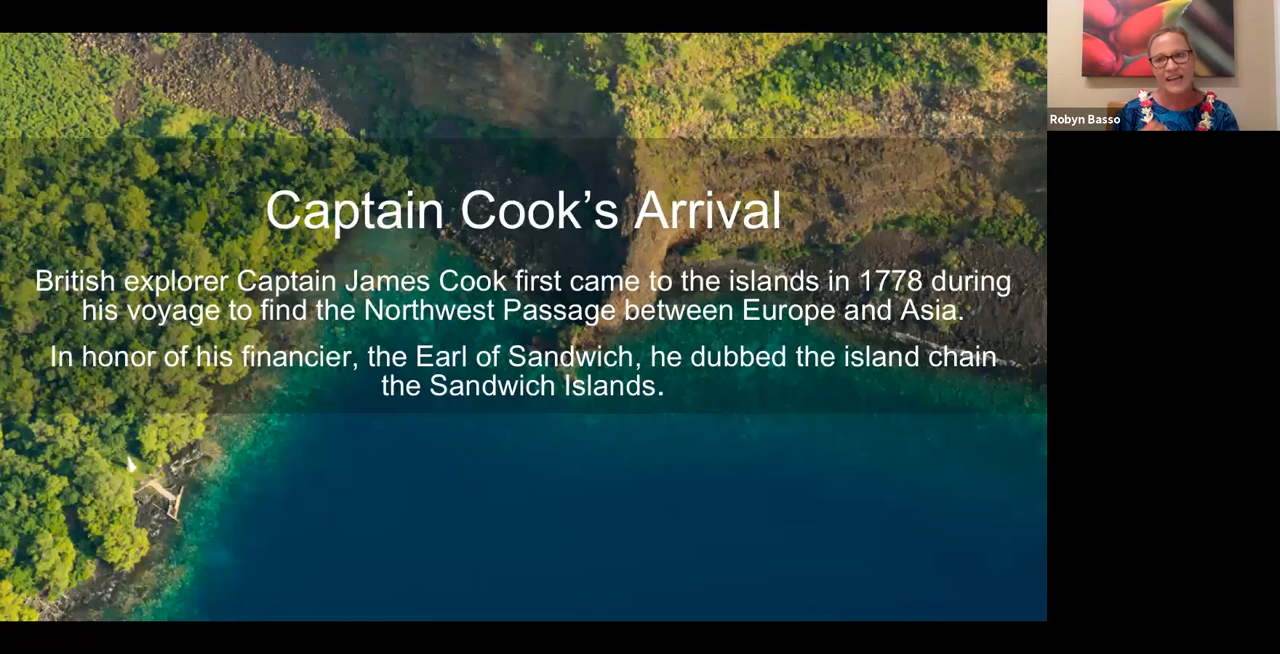 Captain Cook’s Arrival
British explorer Captain James Cook first came to the islands in 1778 during
his voyage to find the Northwest Passage between Europe and Asia.
In honor of his financier, the Earl of Sandwich, he dubbed the island chain
the Sandwich Islands.
Robyn Basso